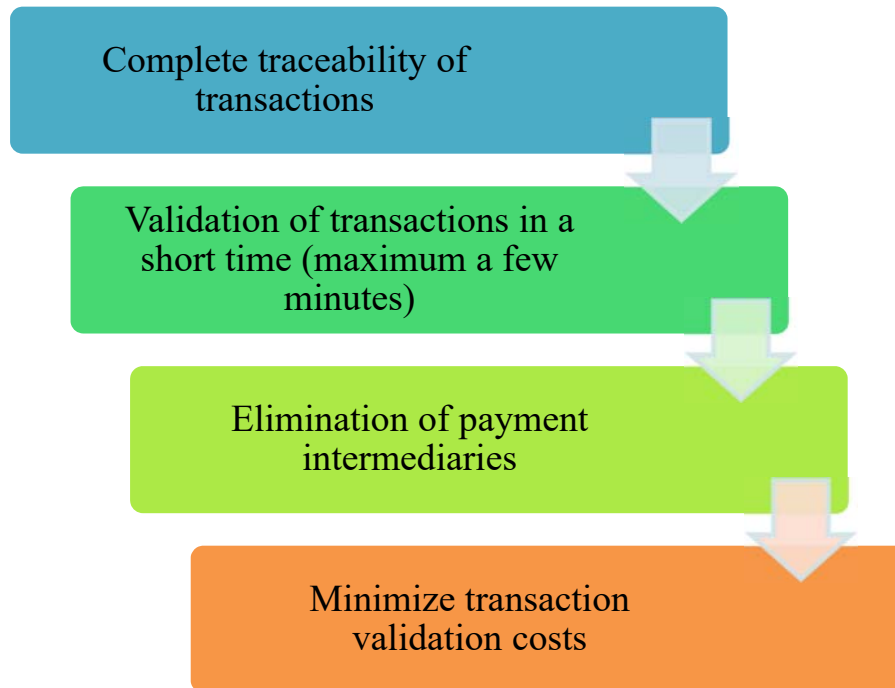 Complete traceability of
transactions
Validation of transactions in a
short time (maximum a few
minutes)
Elimination of payment
intermediaries
Minimize transaction
validation costs